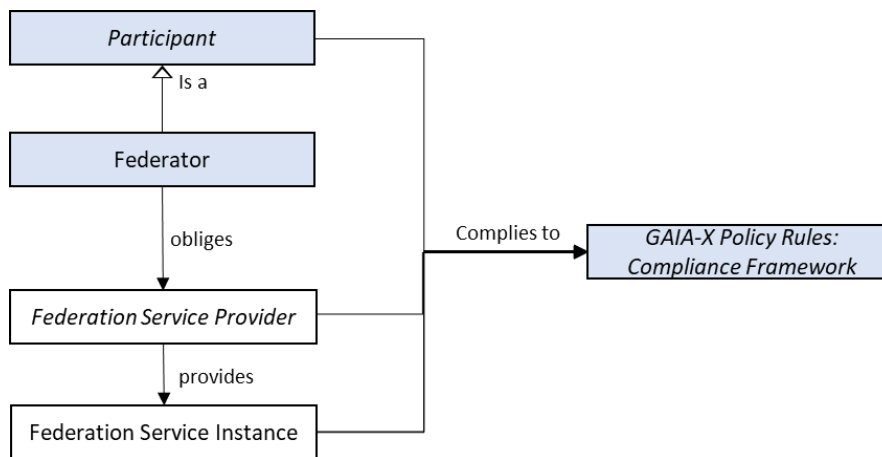 Participant
Is a
Federator
obliges
Complies to
GAIA-X Policy Rules:
Compliance Framework
Federation Service Provider
provides
Federation Service Instance